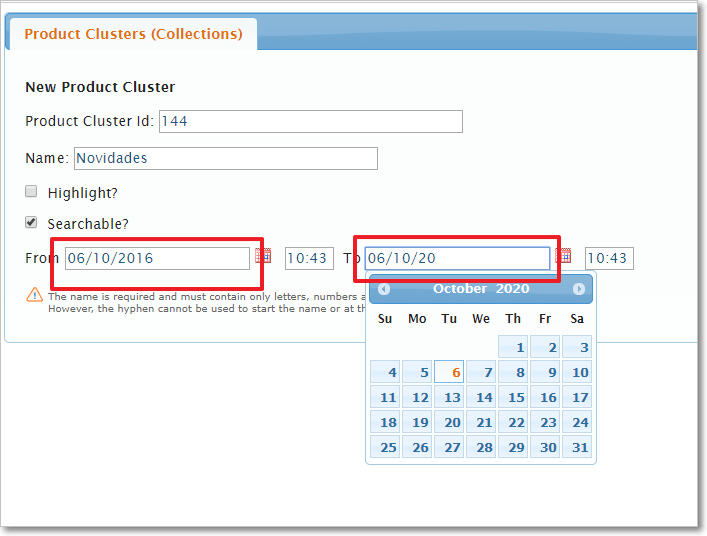 Product Clusters (Collections)
New Product Cluster
Product Cluster Id: 144
Name: Novidades
Highlight?
Searchable?
From 06/10/2016 10:43 To 06/10/20 10:43
The name is required and must contain only letters, numbers a
However, the hyphen cannot be used to start the name or at th
October 2020
Su Mo Tu We Th Fr Sa
1 2 3
4 5 6 7 8 9 10
11 12 13 14 15 16 17
18 19 20 21 22 23 24
25 26 27 28 29 30 31